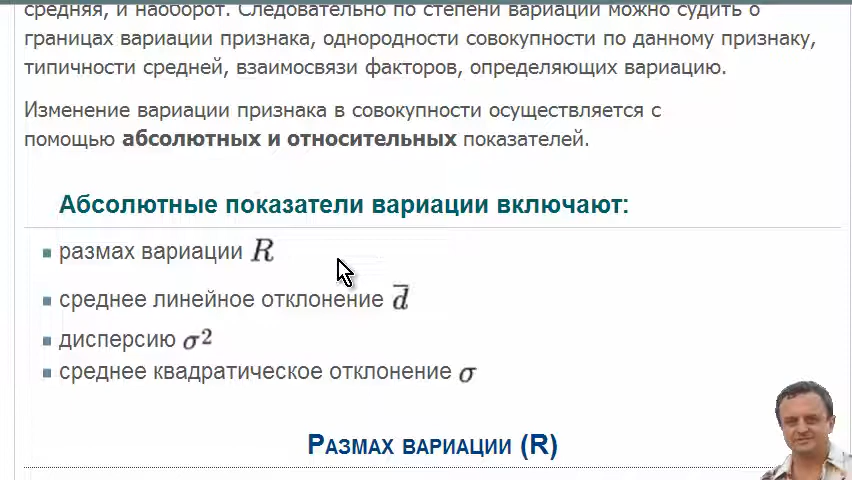 средняя, и наоборот. Следовательно по степени вариации можно судить о
границах вариации признака, однородности совокупности по данному признаку,
типичности средней, взаимосвязи факторов, определяющих вариацию.
Изменение вариации признака в совокупности осуществляется с
помощью абсолютных и относительных показателей.
Абсолютные показатели вариации включают:
размах вариации R
среднее линейное отклонение d̅
дисперсию σ²
среднее квадратическое отклонение σ
Размах вариации (R)